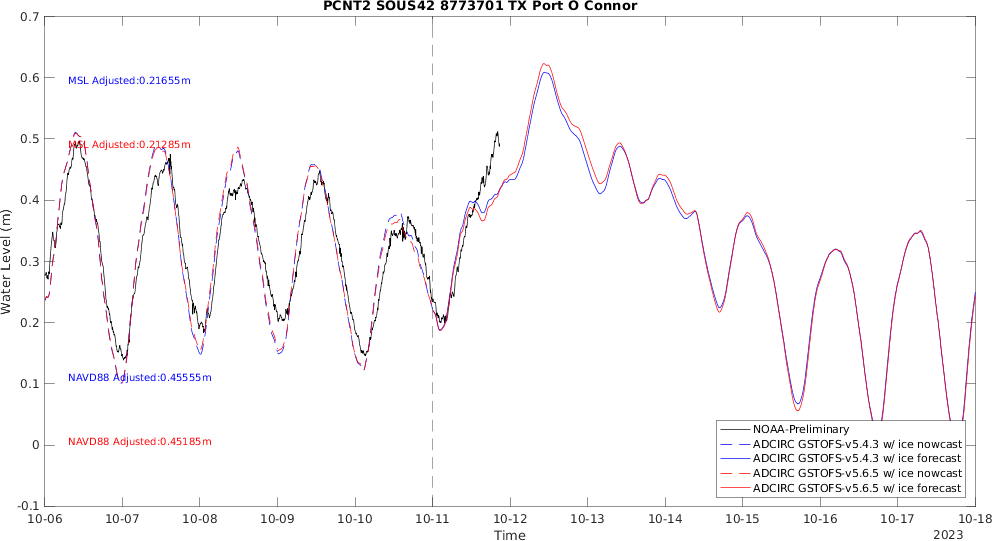 PCNT2 SOUS42 8773701 TX Port O Connor
0.7
0.6
0.5
0.4
0.3
0.2
0.1
0
-0.1
Water Level (m)
MSL Adjusted:0.21655m
MSL Adjusted:0.21285m
NAVD88 Adjusted:0.45555m
NAVD88 Adjusted:0.45185m
NOAA-Preliminary
ADCIRC GSTOFS-v5.4.3 w/ ice nowcast
ADCIRC GSTOFS-v5.4.3 w/ ice forecast
ADCIRC GSTOFS-v5.6.5 w/ ice nowcast
ADCIRC GSTOFS-v5.6.5 w/ ice forecast
10-06 10-07 10-08 10-09 10-10 10-11 10-12 10-13 10-14 10-15 10-16 10-17 10-18
Time
2023